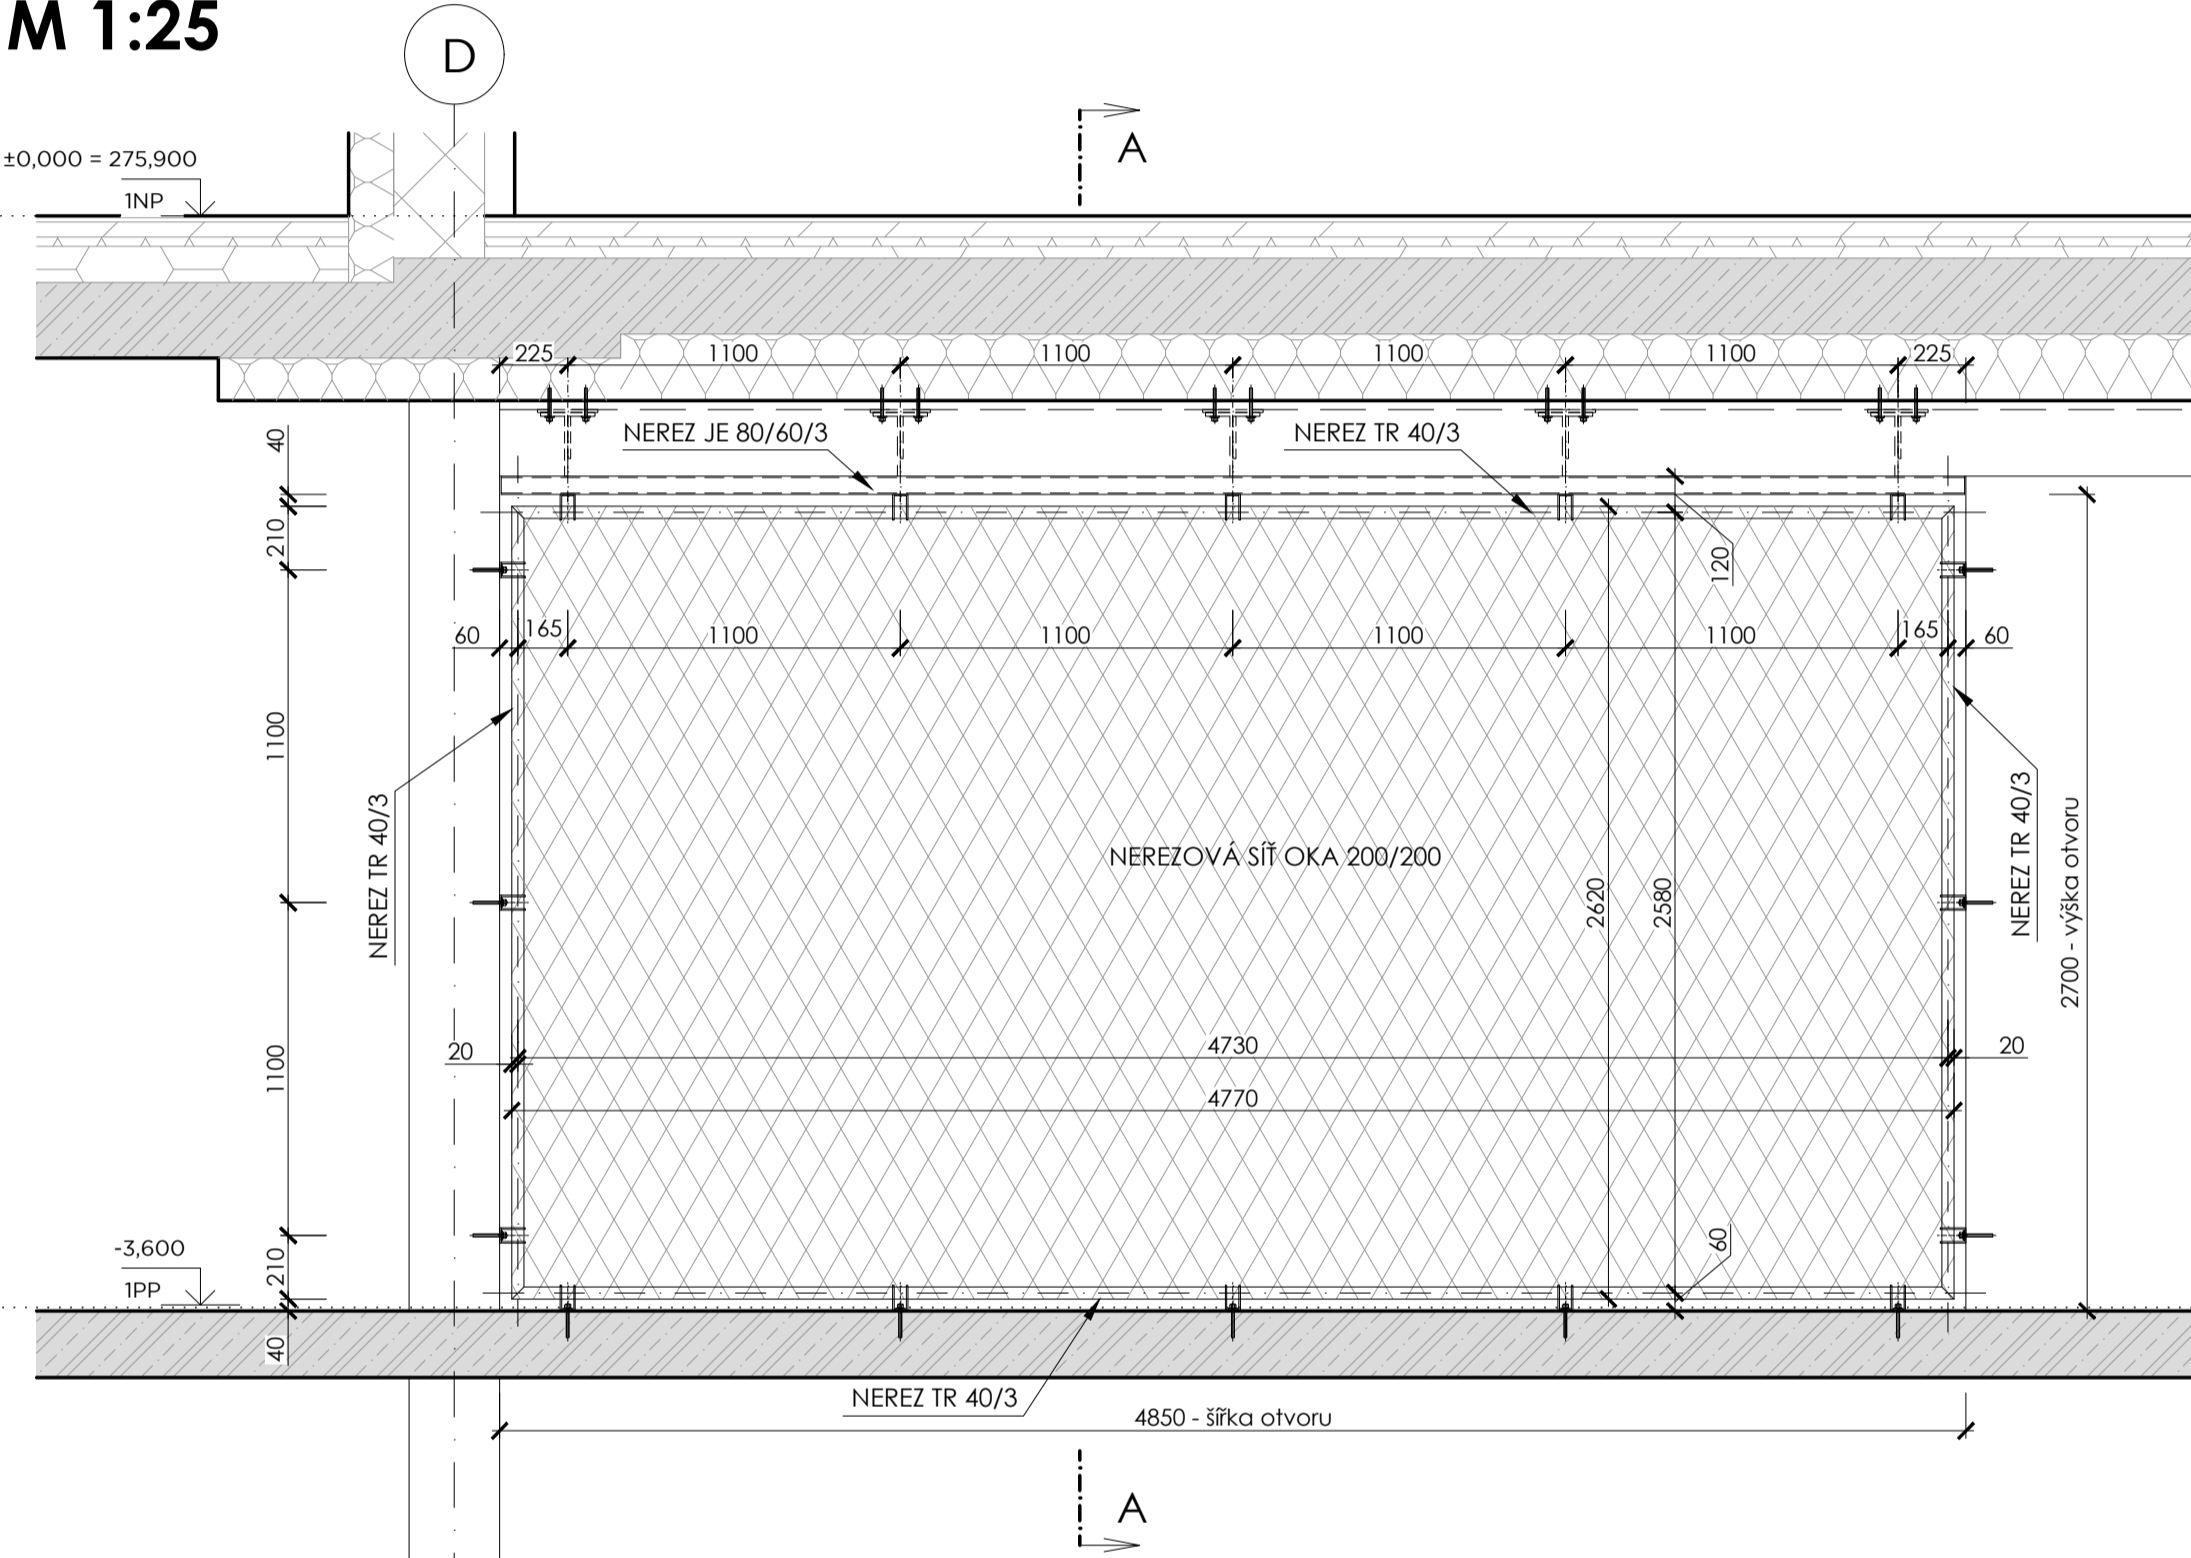 M 1:25
D
A
±0,000 = 275,900
1NP
225
1100
1100
1100
1100
225
NEREZ JE 80/60/3
NEREZ TR 40/3
40
210
120
60
165
1100
1100
1100
1100
165
60
1100
NEREZ TR 40/3
NEREZOVÁ SÍŤ OKA 200/200
2620
2580
NEREZ TR 40/3
2700 - výška otvoru
20
4730
20
1100
4770
-3,600
1PP
210
60
40
NEREZ TR 40/3
4850 - šířka otvoru
A